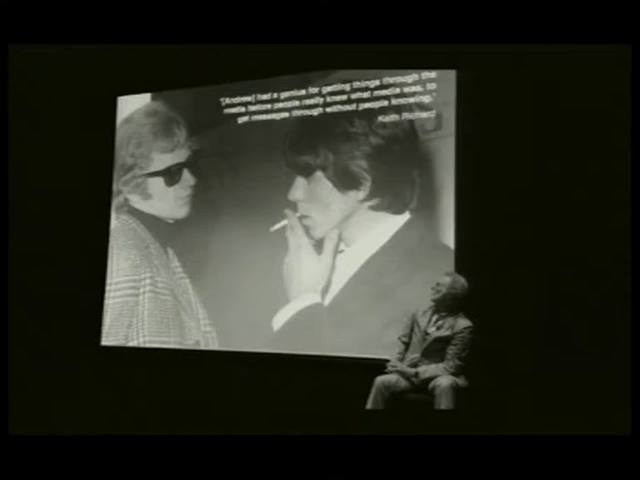 '[Andrew] had a genius for getting things through the
media before people really knew what media was, to
get messages through without people knowing.'
Keith Richard